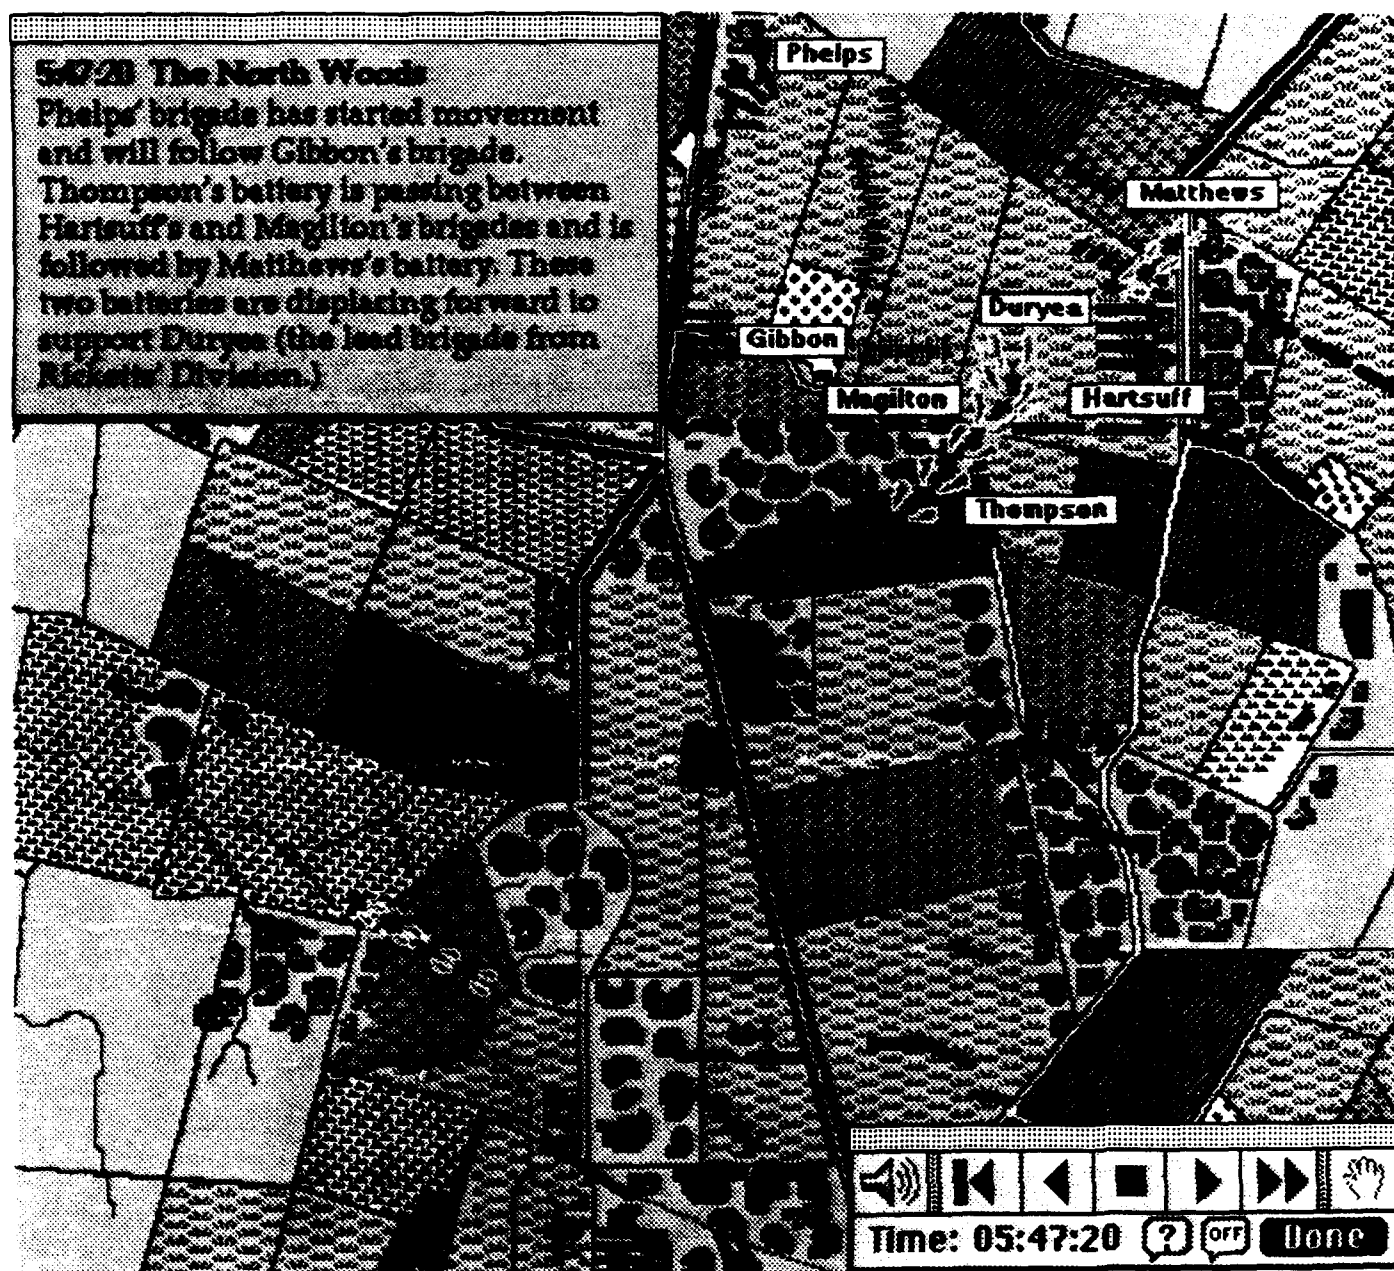 5:47:20 The North Woods
Phelps' brigade has started movement
and will follow Gibbon's brigade.
Thompson's battery is passing between
Hartsuff's and Magilton's brigades and is
followed by Matthews's battery. These
two batteries are displacing forward to
support Duryea (the lead brigade from
Ricketts' Division.)
Phelps
Matthews
Duryea
Gibbon
Magilton
Hartsuff
Thompson
Time: 05:47:20 ? OFF Done